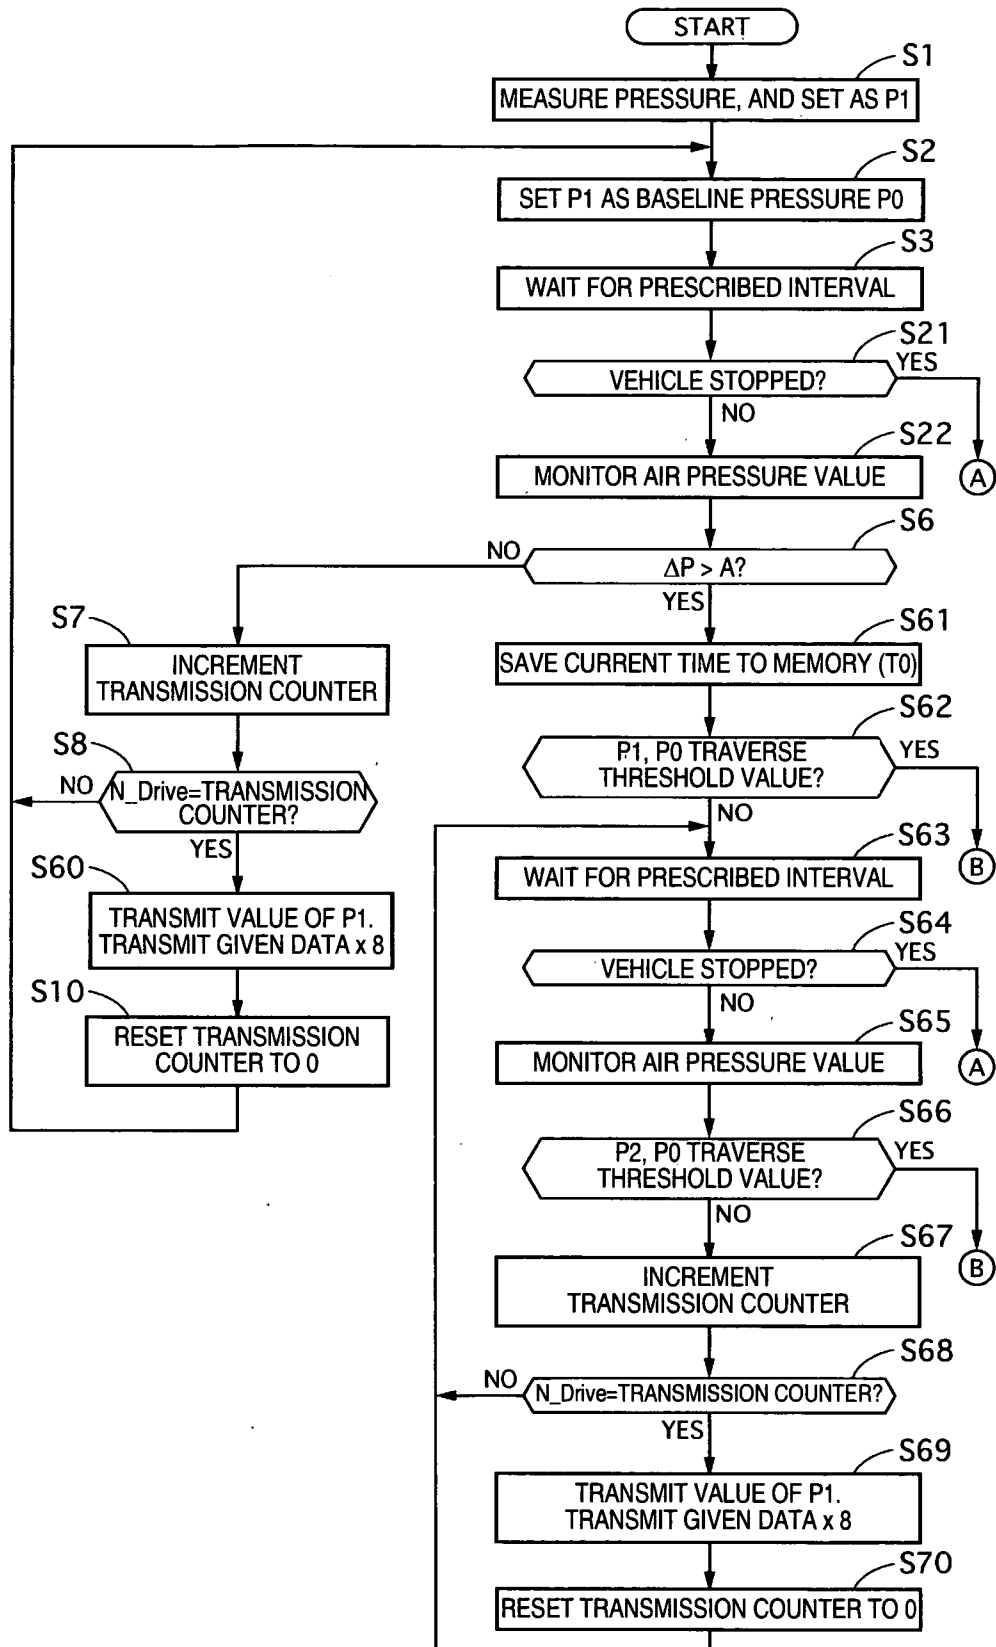 START
S1
MEASURE PRESSURE, AND SET AS P1
S2
SET P1 AS BASELINE PRESSURE P0
S3
WAIT FOR PRESCRIBED INTERVAL
S21
VEHICLE STOPPED?
YES
NO
A
S22
MONITOR AIR PRESSURE VALUE
S6
NO
ΔP > A?
YES
S7
INCREMENT
TRANSMISSION COUNTER
S8
NO
N_Drive=TRANSMISSION
COUNTER?
YES
S60
TRANSMIT VALUE OF P1.
TRANSMIT GIVEN DATA x 8
S10
RESET TRANSMISSION
COUNTER TO 0
S61
SAVE CURRENT TIME TO MEMORY (T0)
S62
P1, P0 TRAVERSE
THRESHOLD VALUE?
YES
NO
B
S63
WAIT FOR PRESCRIBED INTERVAL
S64
VEHICLE STOPPED?
YES
NO
A
S65
MONITOR AIR PRESSURE VALUE
S66
P2, P0 TRAVERSE
THRESHOLD VALUE?
YES
NO
B
S67
INCREMENT
TRANSMISSION COUNTER
S68
NO
N_Drive=TRANSMISSION COUNTER?
YES
S69
TRANSMIT VALUE OF P1.
TRANSMIT GIVEN DATA x 8
S70
RESET TRANSMISSION COUNTER TO 0